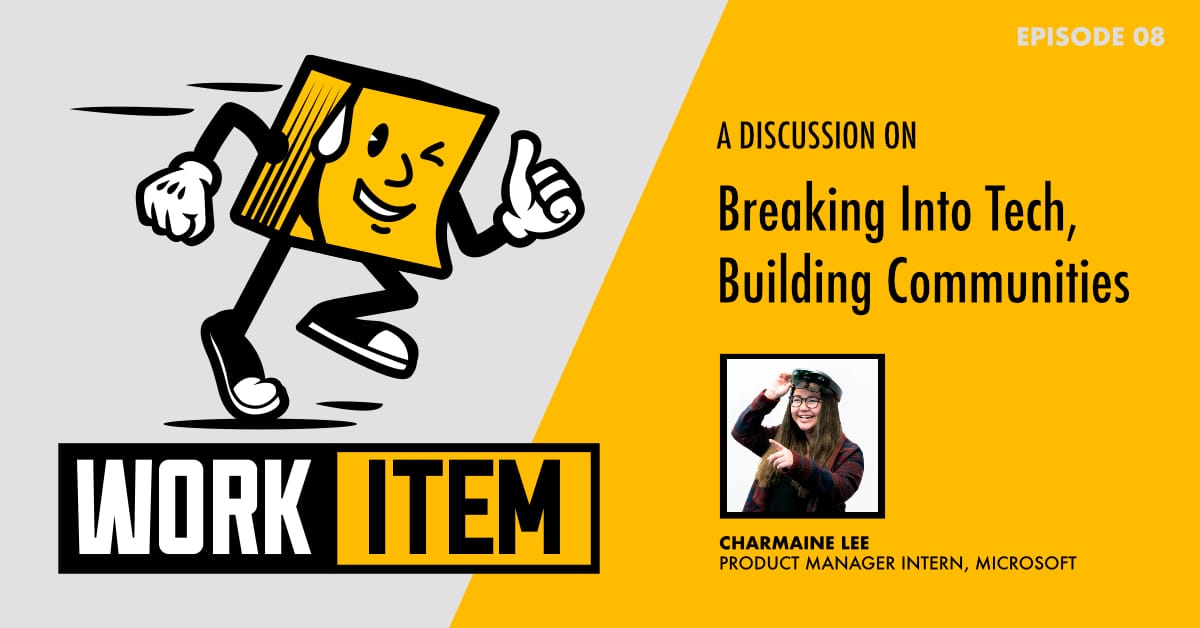 EPISODE 08
A DISCUSSION ON
Breaking Into Tech,
Building Communities
CHARMAINE LEE
PRODUCT MANAGER INTERN, MICROSOFT
WORK ITEM